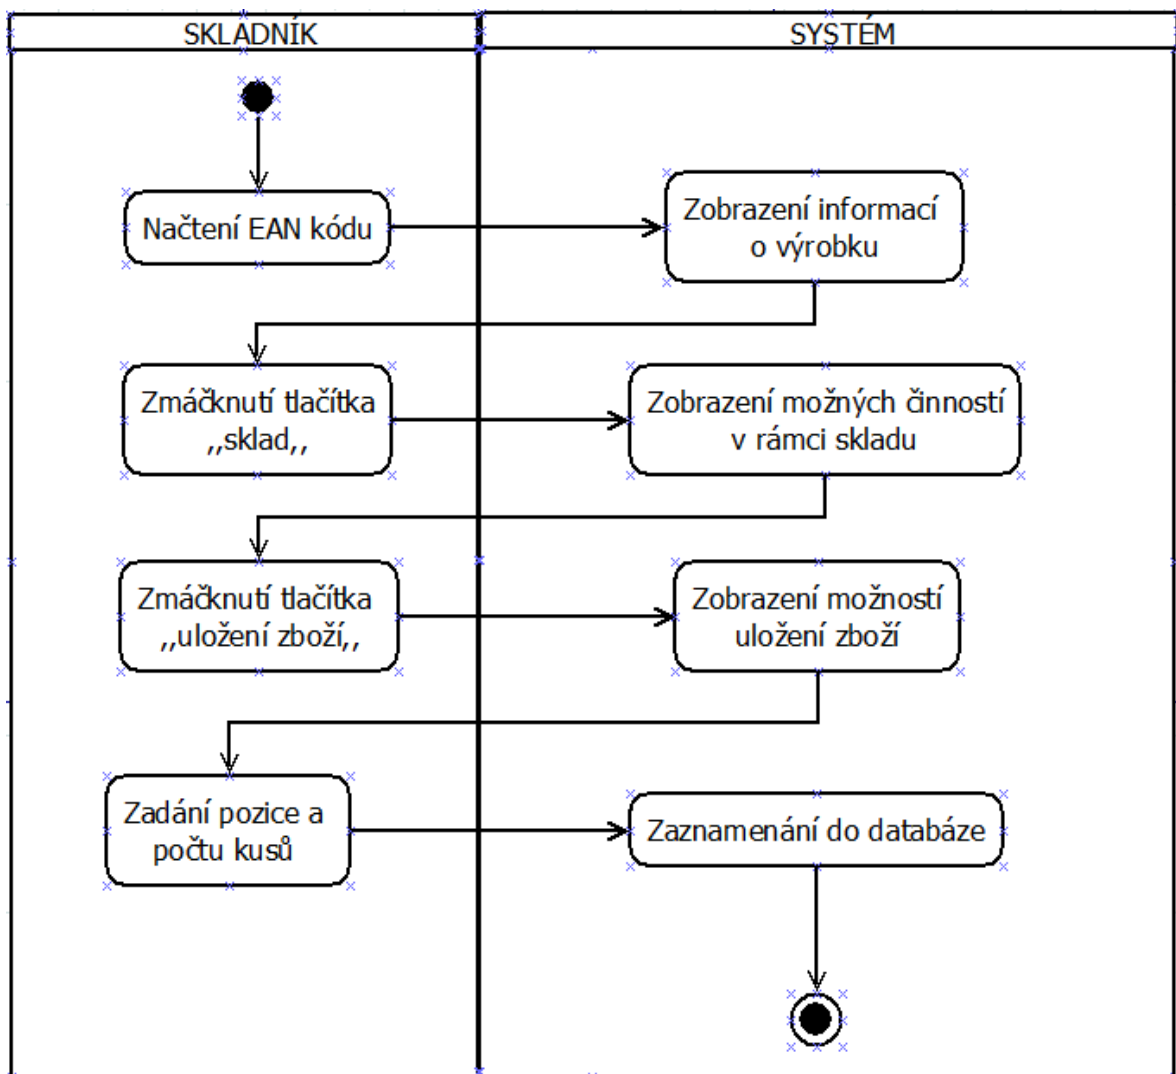 SKLADNÍK
SYSTÉM
Načtení EAN kódu
Zobrazení informací
o výrobku
Zmáčknutí tlačítka
,,sklad,,
Zobrazení možných činností
v rámci skladu
Zmáčknutí tlačítka
,,uložení zboží,,
Zobrazení možností
uložení zboží
Zadání pozice a
počtu kusů
Zaznamenání do databáze